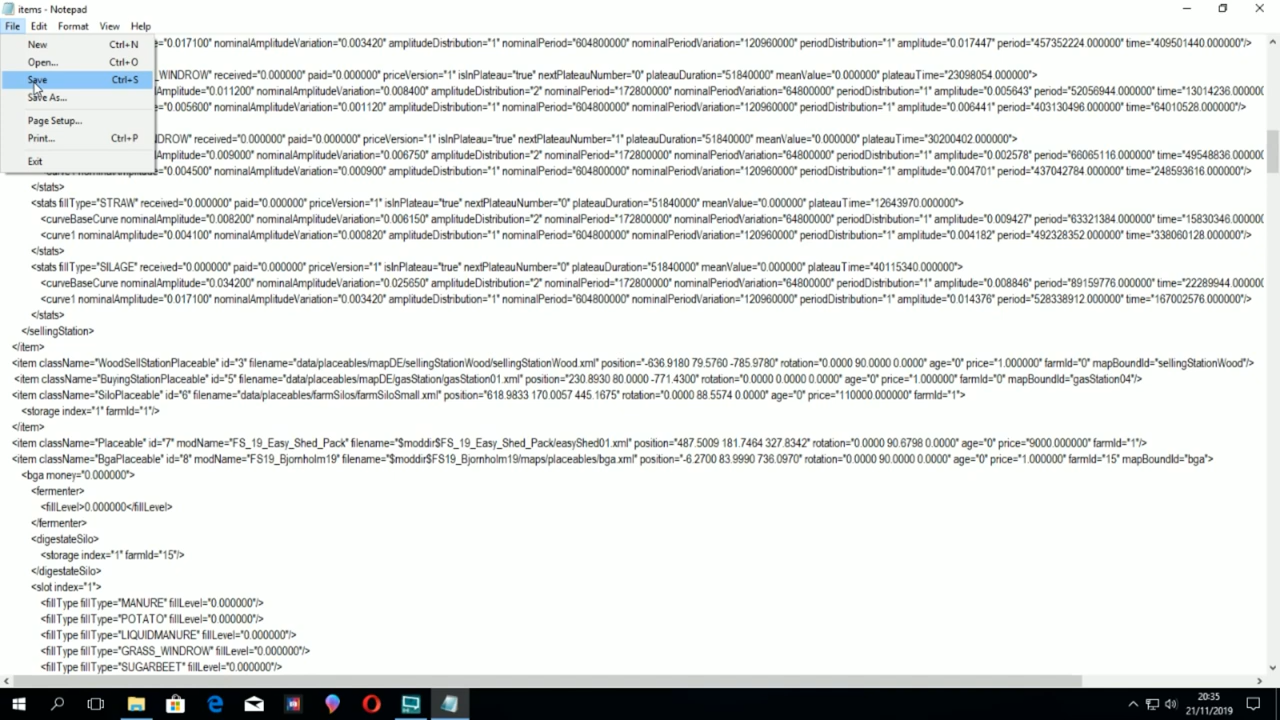 items - Notepad
File Edit Format View Help
New Ctrl+N
Open... Ctrl+O
Save Ctrl+S
Save As...
Page Setup...
Print... Ctrl+P
Exit
="0.017100" nominalAmplitudeVariation="0.003420" amplitudeDistribution="1" nominalPeriod="604800000" nominalPeriodVariation="120960000" periodDistribution="1" amplitude="0.017447" period="457352224.000000" time="409501440.000000"/>
_WINDROW" received="0.000000" paid="0.000000" priceVersion="1" isInPlateau="true" nextPlateauNumber="0" plateauDuration="51840000" meanValue="0.000000" plateauTime="23098054.000000">
Amplitude="0.011200" nominalAmplitudeVariation="0.008400" amplitudeDistribution="2" nominalPeriod="172800000" nominalPeriodVariation="64800000" periodDistribution="1" amplitude="0.005643" period="52056944.000000" time="13014236.000000
="0.005600" nominalAmplitudeVariation="0.001120" amplitudeDistribution="1" nominalPeriod="604800000" nominalPeriodVariation="120960000" periodDistribution="1" amplitude="0.006441" period="403130496.000000" time="64010528.000000"/>
DROW" received="0.000000" paid="0.000000" priceVersion="1" isInPlateau="true" nextPlateauNumber="1" plateauDuration="51840000" meanValue="0.000000" plateauTime="30200402.000000">
Amplitude="0.009000" nominalAmplitudeVariation="0.006750" amplitudeDistribution="2" nominalPeriod="172800000" nominalPeriodVariation="64800000" periodDistribution="1" amplitude="0.002578" period="66065116.000000" time="49548836.000000
<curve1 nominalAmplitude="0.004500" nominalAmplitudeVariation="0.000900" amplitudeDistribution="1" nominalPeriod="604800000" nominalPeriodVariation="120960000" periodDistribution="1" amplitude="0.004701" period="437042784.000000" time="248593616.000000"/>
</stats>
<stats fillType="STRAW" received="0.000000" paid="0.000000" priceVersion="1" isInPlateau="true" nextPlateauNumber="0" plateauDuration="51840000" meanValue="0.000000" plateauTime="12643970.000000">
<curveBaseCurve nominalAmplitude="0.008200" nominalAmplitudeVariation="0.006150" amplitudeDistribution="2" nominalPeriod="172800000" nominalPeriodVariation="64800000" periodDistribution="1" amplitude="0.009427" period="63321384.000000" time="15830346.000000
<curve1 nominalAmplitude="0.004100" nominalAmplitudeVariation="0.000820" amplitudeDistribution="1" nominalPeriod="604800000" nominalPeriodVariation="120960000" periodDistribution="1" amplitude="0.004182" period="492328352.000000" time="338060128.000000"/>
</stats>
<stats fillType="SILAGE" received="0.000000" paid="0.000000" priceVersion="1" isInPlateau="true" nextPlateauNumber="0" plateauDuration="51840000" meanValue="0.000000" plateauTime="40115340.000000">
<curveBaseCurve nominalAmplitude="0.034200" nominalAmplitudeVariation="0.025650" amplitudeDistribution="2" nominalPeriod="172800000" nominalPeriodVariation="64800000" periodDistribution="1" amplitude="0.008846" period="89159776.000000" time="22289944.000000
<curve1 nominalAmplitude="0.017100" nominalAmplitudeVariation="0.003420" amplitudeDistribution="1" nominalPeriod="604800000" nominalPeriodVariation="120960000" periodDistribution="1" amplitude="0.014376" period="528338912.000000" time="167002576.000000"/>
</stats>
</sellingStation>
</item>
<item className="WoodSellStationPlaceable" id="3" filename="data/placeables/mapDE/sellingStationWood/sellingStationWood.xml" position="-636.9180 79.5760 -785.9780" rotation="0.0000 90.0000 0.0000" age="0" price="1.000000" farmId="0" mapBoundId="sellingStationWood"/>
<item className="BuyingStationPlaceable" id="5" filename="data/placeables/mapDE/gasStation/gasStation01.xml" position="230.8930 80.0000 -771.4300" rotation="0.0000 0.0000 0.0000" age="0" price="1.000000" farmId="0" mapBoundId="gasStation04"/>
<item className="SiloPlaceable" id="6" filename="data/placeables/farmSilos/farmSiloSmall.xml" position="618.9833 170.0057 445.1675" rotation="0.0000 88.5574 0.0000" age="0" price="110000.000000" farmId="1">
<storage index="1" farmId="1"/>
</item>
<item className="Placeable" id="7" modName="FS_19_Easy_Shed_Pack" filename="$moddir$FS_19_Easy_Shed_Pack/easyShed01.xml" position="487.5009 181.7464 327.8342" rotation="0.0000 90.6798 0.0000" age="0" price="9000.000000" farmId="1"/>
<item className="BgaPlaceable" id="8" modName="FS19_Bjornholm19" filename="$moddir$FS19_Bjornholm19/maps/placeables/bga.xml" position="-6.2700 83.9990 736.0970" rotation="0.0000 90.0000 0.0000" age="0" price="1.000000" farmId="15" mapBoundId="bga">
<bga money="0.000000">
<fermenter>
<fillLevel>0.000000</fillLevel>
</fermenter>
<digestateSilo>
<storage index="1" farmId="15"/>
</digestateSilo>
<slot index="1">
<fillType fillType="MANURE" fillLevel="0.000000"/>
<fillType fillType="POTATO" fillLevel="0.000000"/>
<fillType fillType="LIQUIDMANURE" fillLevel="0.000000"/>
<fillType fillType="GRASS_WINDROW" fillLevel="0.000000"/>
<fillType fillType="SUGARBEET" fillLevel="0.000000"/>
20:35
21/11/2019